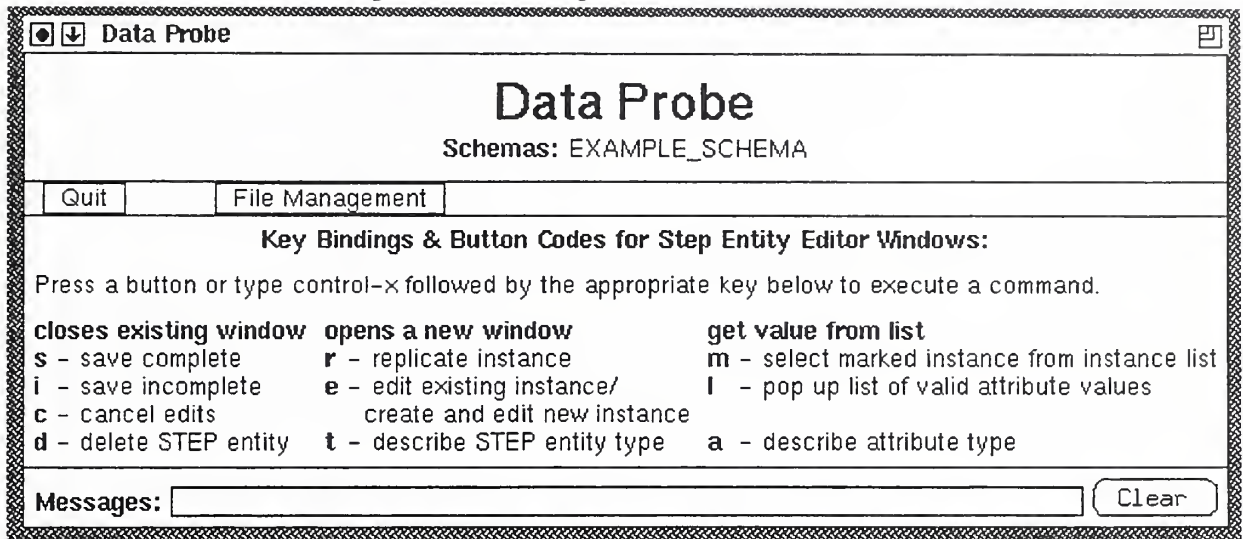 Data Probe
Data Probe
Schemas: EXAMPLE_SCHEMA
Quit File Management
Key Bindings & Button Codes for Step Entity Editor Windows:
Press a button or type control-x followed by the appropriate key below to execute a command.
closes existing window opens a new window get value from list
s - save complete r - replicate instance m - select marked instance from instance list
i - save incomplete e - edit existing instance/ l - pop up list of valid attribute values
c - cancel edits create and edit new instance
d - delete STEP entity t - describe STEP entity type a - describe attribute type
Messages: Clear